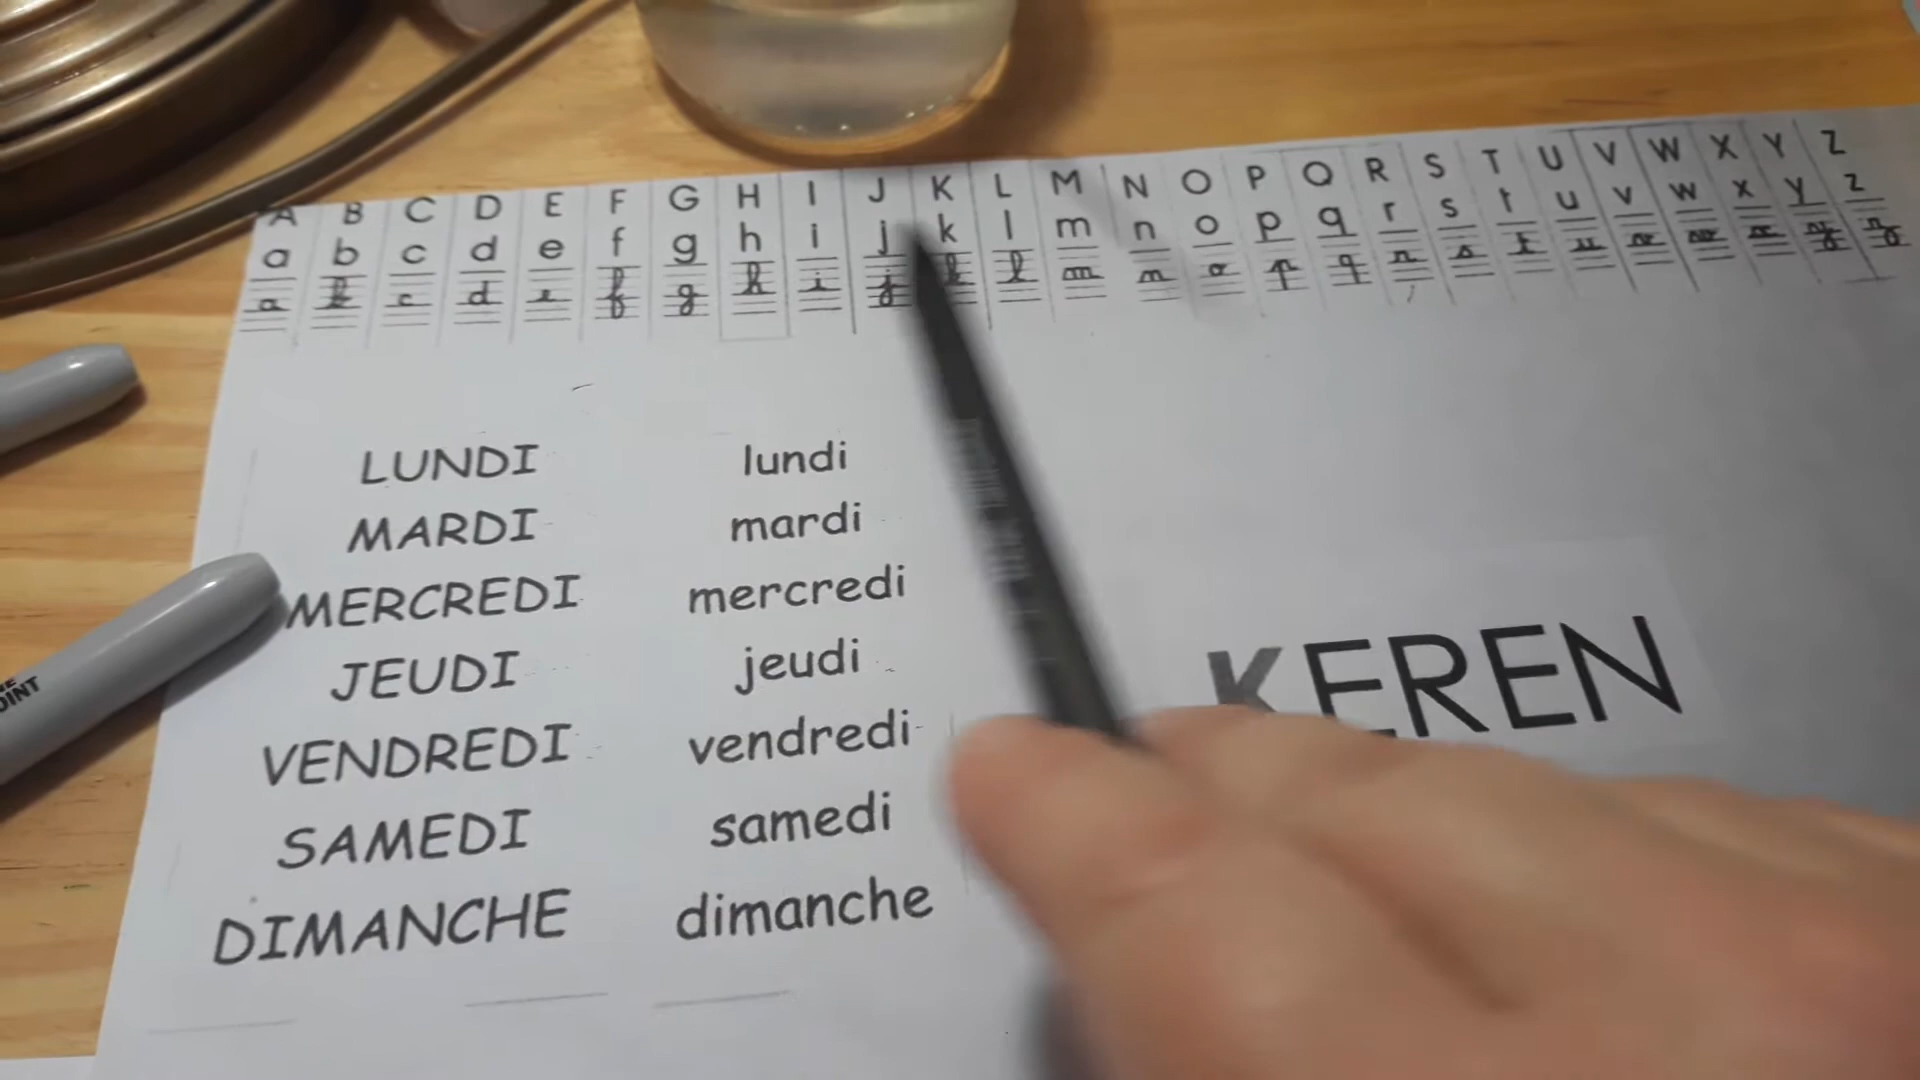 A B C D E F G H I J K L M N O P Q R S T U V W X Y Z
a b c d e f g h i j k l m n o p q r s t u v w x y z
a b c d e f g h i j k l m n o p q r s t u v w x y z
LUNDI lundi
MARDI mardi
MERCREDI mercredi
JEUDI jeudi
VENDREDI vendredi
SAMEDI samedi
DIMANCHE dimanche
KEREN